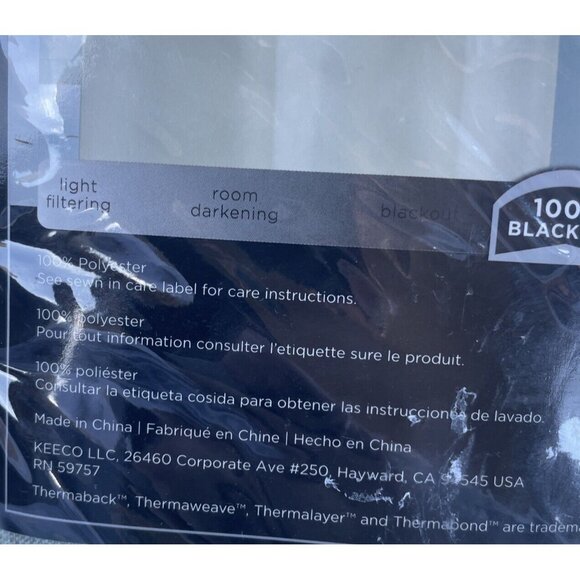 light
filtering
room
darkening
blackout
100
BLACK
100% Polyester
See sewn in care label for care instructions.
100% polyester
Pour tout information consulter l'etiquette sure le produit.
100% poliéster
Consultar la etiqueta cosida para obtener las instrucciones de lavado
Made in China | Fabriqué en Chine | Hecho en China
KEECO LLC, 26460 Corporate Ave #250, Hayward, CA 94545 USA
RN 59757
Thermaback™, Thermaweave™, Thermalayer™ and Thermabond™ are tradema